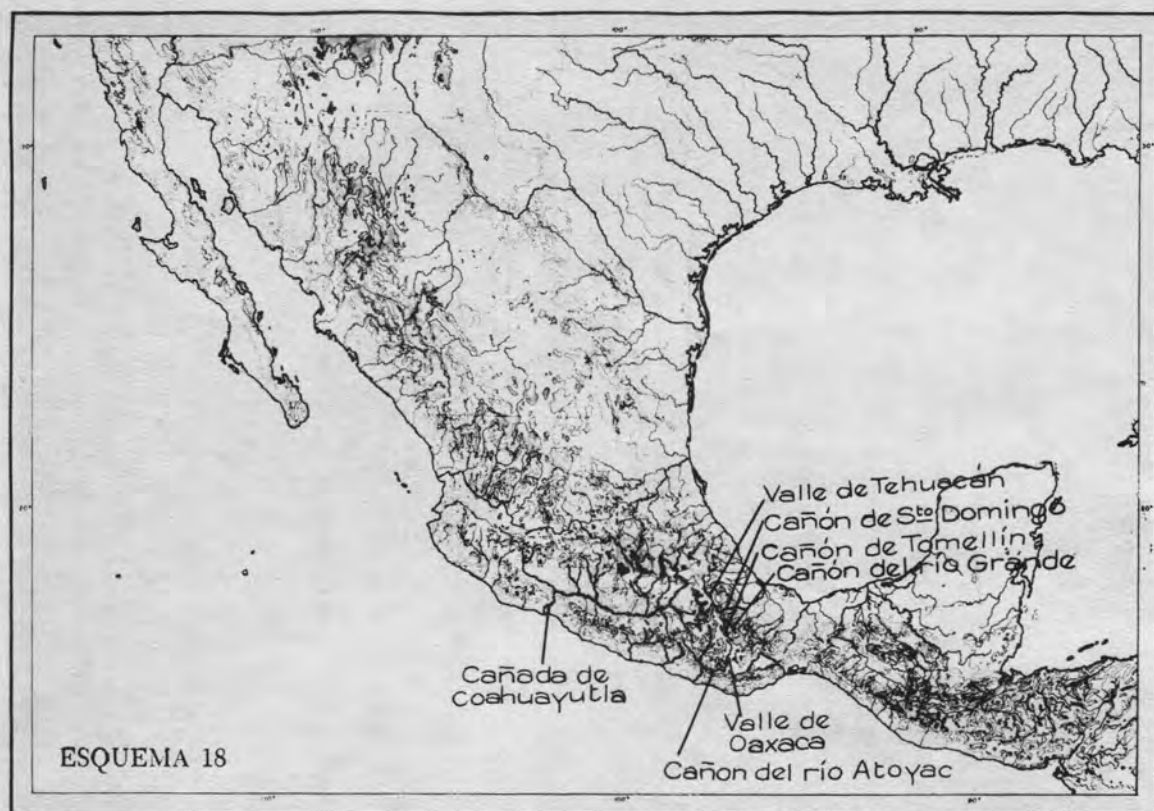 Valle de Tehuacán
Cañón de Sto Domingo
Cañón de Tomellín
Cañón del río Grande
Cañada de
Coahuayutla
Valle de
Oaxaca
Cañon del río Atoyac
ESQUEMA 18